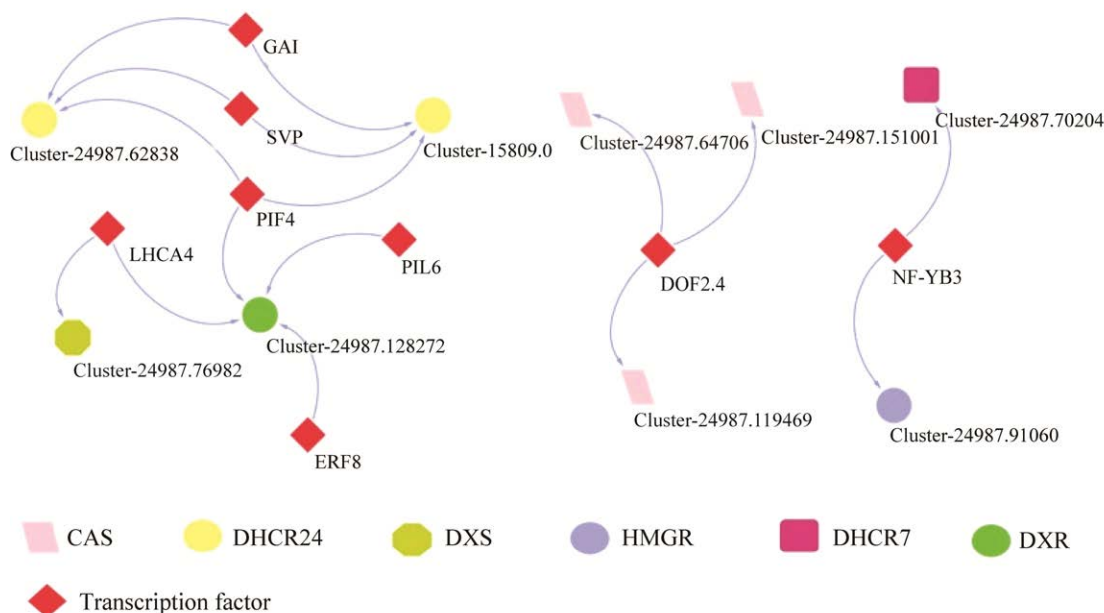 GAI
SVP
Cluster-24987.62838
Cluster-15809.0
PIF4
LHCA4
PIL6
Cluster-24987.128272
Cluster-24987.76982
ERF8
Cluster-24987.64706
Cluster-24987.151001
DOF2.4
Cluster-24987.119469
Cluster-24987.70204
NF-YB3
Cluster-24987.91060
CAS DHCR24 DXS HMGR DHCR7 DXR
Transcription factor